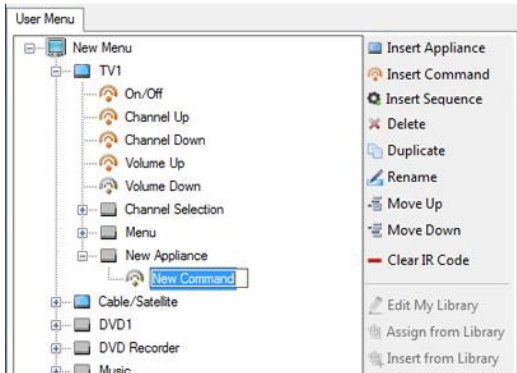 User Menu
New Menu
TV1
On/Off
Channel Up
Channel Down
Volume Up
Volume Down
Channel Selection
Menu
New Appliance
New Command
Cable/Satellite
DVD1
DVD Recorder
Music
Insert Appliance
Insert Command
Insert Sequence
Delete
Duplicate
Rename
Move Up
Move Down
Clear IR Code
Edit My Library
Assign from Library
Insert from Library